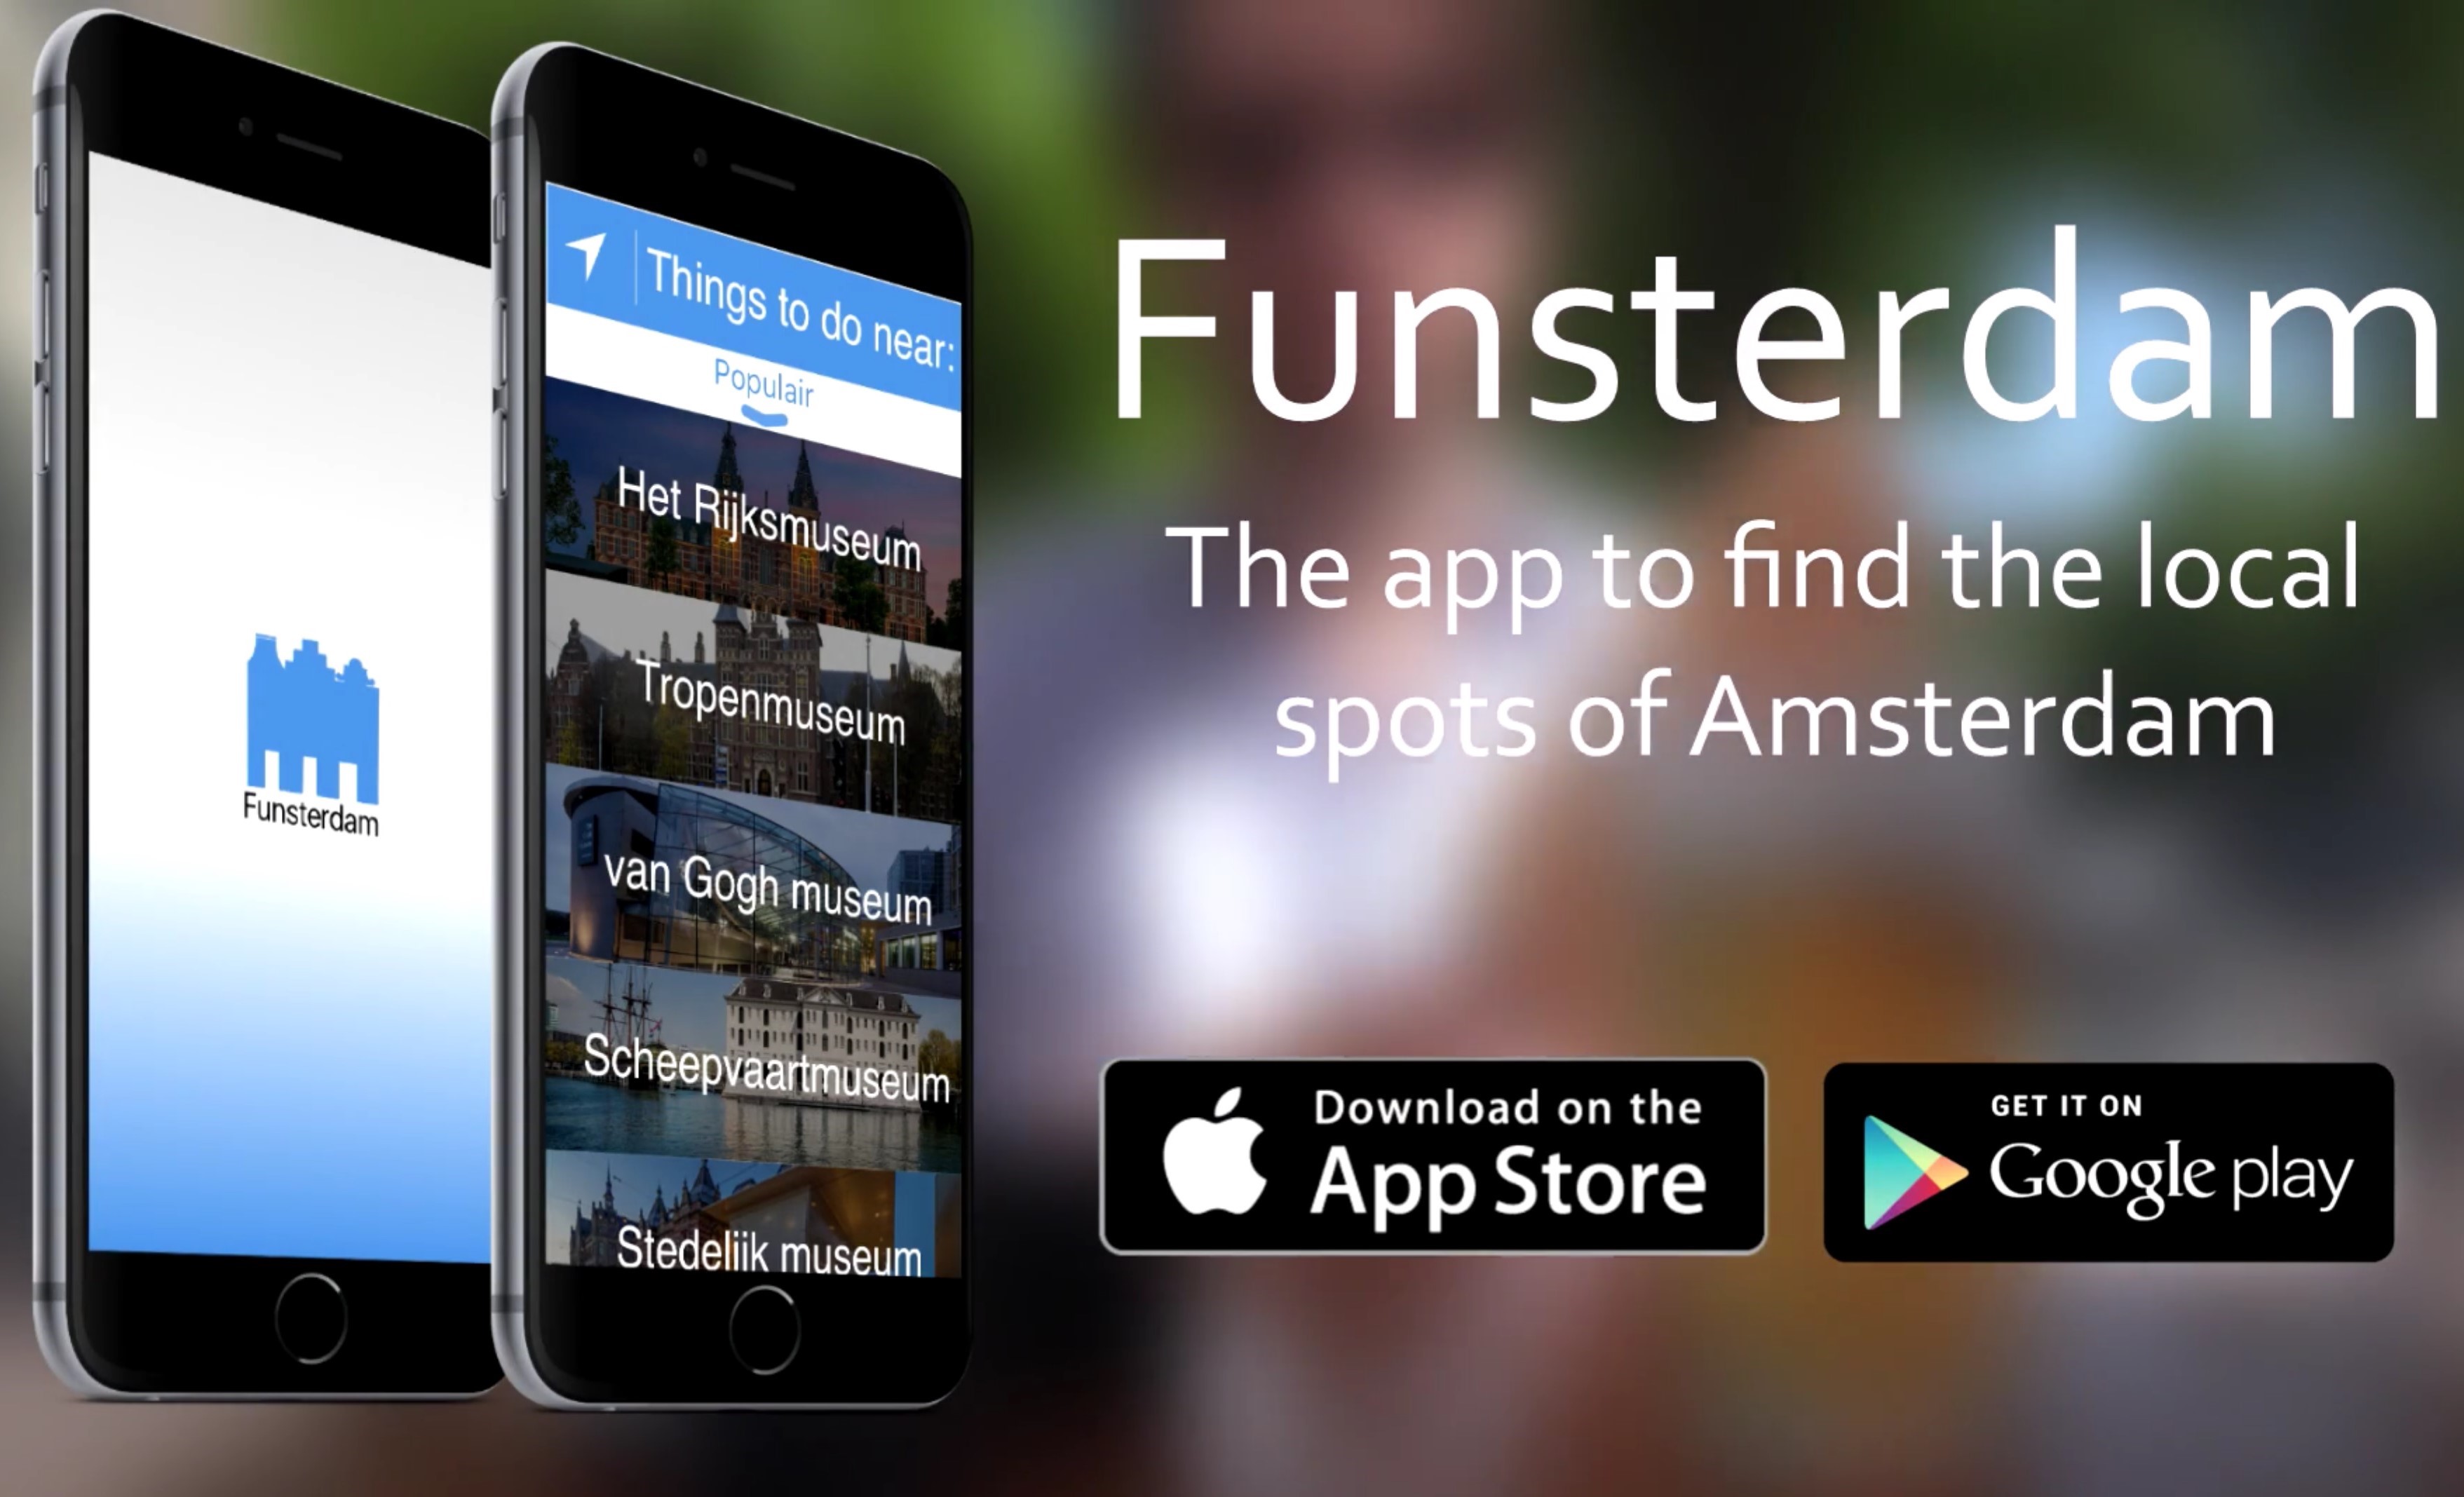 Funsterdam
Things to do near:
Populair
Het Rijksmuseum
Tropenmuseum
van Gogh museum
Scheepvaartmuseum
Stedelijk museum
Funsterdam
The app to find the local
spots of Amsterdam
Download on the
App Store
GET IT ON
Google play